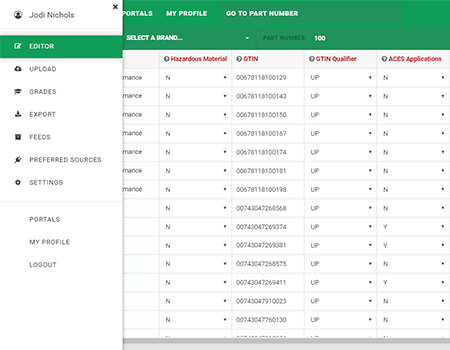 Jodi Nichols
EDITOR
UPLOAD
GRADES
EXPORT
FEEDS
PREFERRED SOURCES
SETTINGS
PORTALS
MY PROFILE
LOGOUT
PORTALS MY PROFILE GO TO PART NUMBER
SELECT A BRAND... PART NUMBER: 100
Hazardous Material GTIN GTIN Qualifier ACES Applications
mance N 00678118100129 UP N
mance N 00678118100143 UP N
mance N 00678118100150 UP N
mance N 00678118100167 UP N
mance N 00678118100174 UP N
mance N 00678118100181 UP N
mance N 00678118100198 UP N
N 00743047268568 UP N
N 00743047269374 UP Y
N 00743047269381 UP Y
N 00743047268575 UP N
N 00743047269411 UP Y
N 00743047910023 UP N
N 00743047760130 UP N